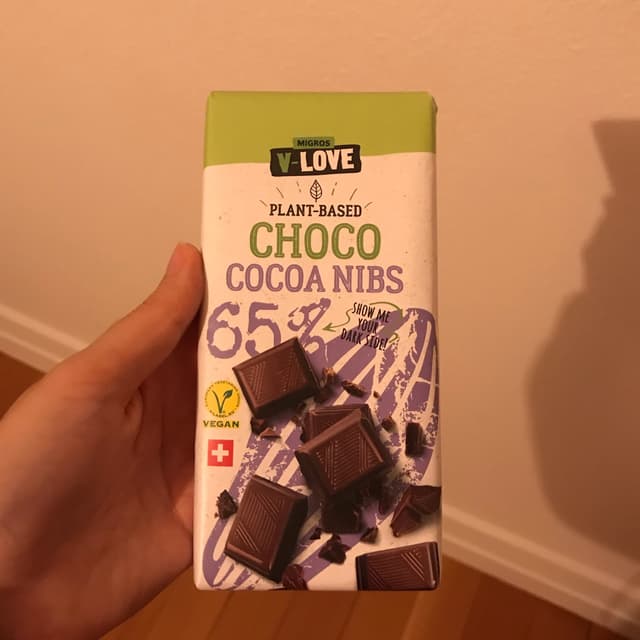 MIGROS
V-LOVE
PLANT-BASED
CHOCO
COCOA NIBS
65%
SHOW ME
YOUR
DARK SIDE!
VEGAN